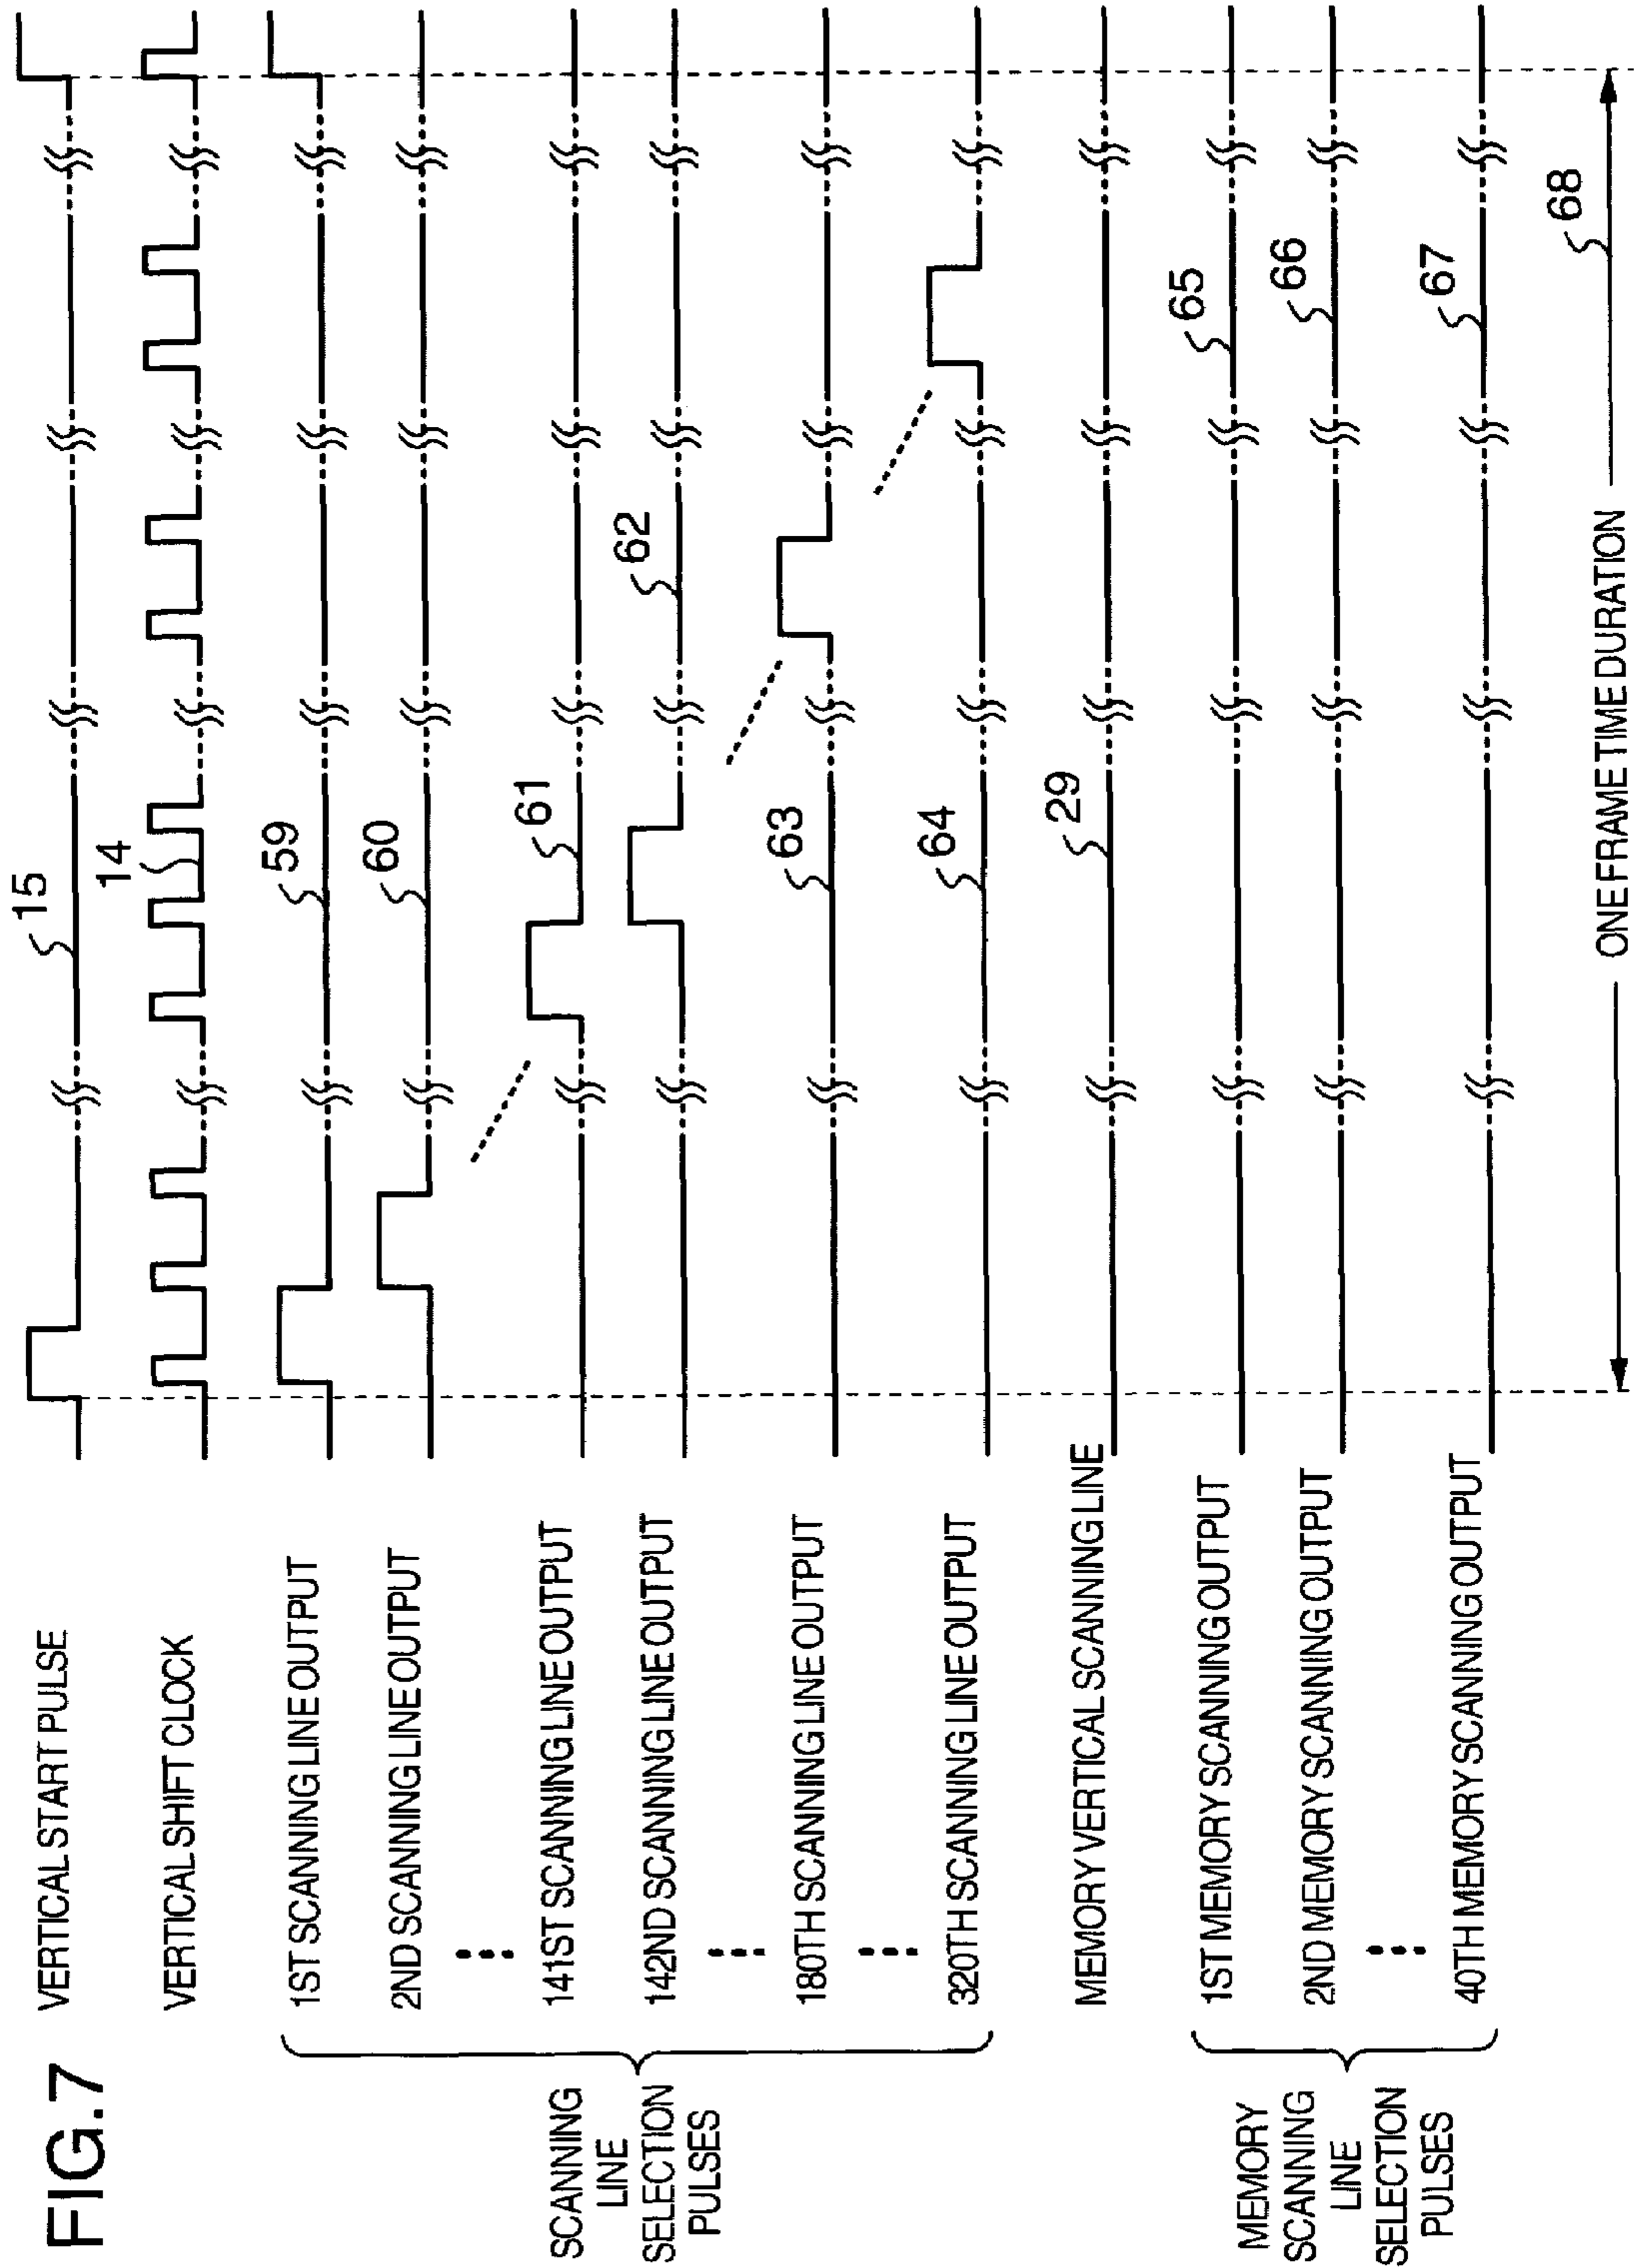 FIG.7
VERTICAL START PULSE
15
VERTICAL SHIFT CLOCK
14
SCANNING
LINE
SELECTION
PULSES
1ST SCANNING LINE OUTPUT
59
2ND SCANNING LINE OUTPUT
60
141ST SCANNING LINE OUTPUT
61
142ND SCANNING LINE OUTPUT
62
180TH SCANNING LINE OUTPUT
63
320TH SCANNING LINE OUTPUT
64
MEMORY VERTICAL SCANNING LINE
29
MEMORY
SCANNING
LINE
SELECTION
PULSES
1ST MEMORY SCANNING OUTPUT
65
2ND MEMORY SCANNING OUTPUT
66
40TH MEMORY SCANNING OUTPUT
67
ONE FRAME TIME DURATION
68